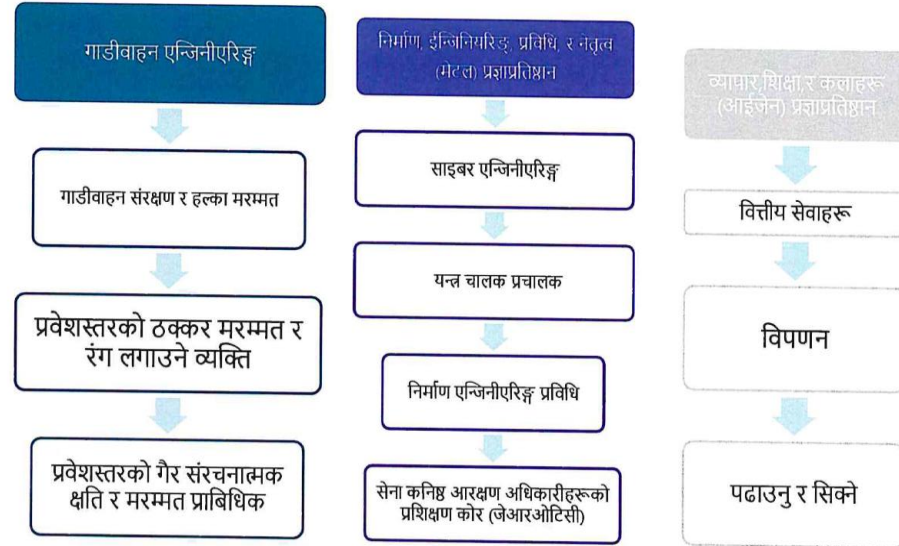 गाडीवाहन एन्जिनीएरिङ्ग
गाडीवाहन संरक्षण र हल्का मरम्मत
प्रवेशस्तरको ठक्कर मरम्मत र
रंग लगाउने व्यक्ति
प्रवेशस्तरको गैर संरचनात्मक
क्षति र मरम्मत प्राबिधिक
निर्माण, ईन्जिनियरिङ्, प्रविधि, र नेतृत्व
(मेटल) प्रज्ञाप्रतिष्ठान
साइबर एन्जिनीएरिङ्ग
यन्त्र चालक प्रचालक
निर्माण एन्जिनीएरिङ्ग प्रविधि
सेना कनिष्ठ आरक्षण अधिकारीहरूको
प्रशिक्षण कोर (जेआरओटिसी)
व्यापार,शिक्षा,र कलाहरू
(आईजेन) प्रज्ञाप्रतिष्ठान
वित्तीय सेवाहरू
विपणन
पढाउनु र सिक्ने